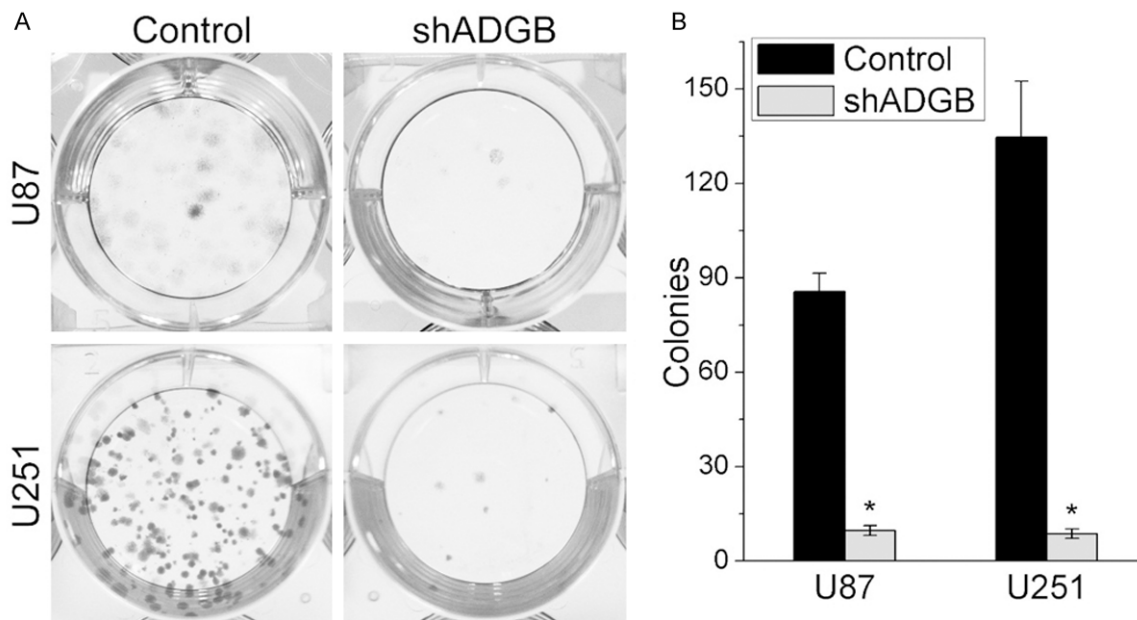 A
Control
shADGB
U87
U251
B
Control
shADGB
150
120
90
60
30
0
Colonies
*
*
U87
U251